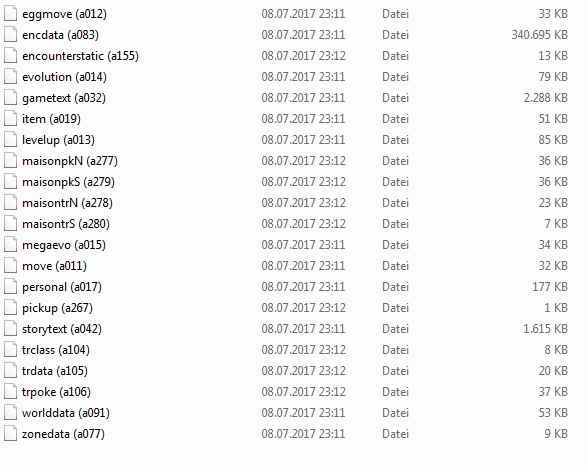 eggmove (a012) 08.07.2017 23:11 Datei 33 KB
encdata (a083) 08.07.2017 23:11 Datei 340.695 KB
encounterstatic (a155) 08.07.2017 23:12 Datei 13 KB
evolution (a014) 08.07.2017 23:11 Datei 79 KB
gametext (a032) 08.07.2017 23:11 Datei 2.288 KB
item (a019) 08.07.2017 23:11 Datei 51 KB
levelup (a013) 08.07.2017 23:11 Datei 85 KB
maisonpkN (a277) 08.07.2017 23:12 Datei 36 KB
maisonpkS (a279) 08.07.2017 23:12 Datei 36 KB
maisontrN (a278) 08.07.2017 23:12 Datei 23 KB
maisontrS (a280) 08.07.2017 23:12 Datei 7 KB
megaevo (a015) 08.07.2017 23:11 Datei 34 KB
move (a011) 08.07.2017 23:11 Datei 32 KB
personal (a017) 08.07.2017 23:11 Datei 177 KB
pickup (a267) 08.07.2017 23:12 Datei 1 KB
storytext (a042) 08.07.2017 23:11 Datei 1.615 KB
trclass (a104) 08.07.2017 23:12 Datei 8 KB
trdata (a105) 08.07.2017 23:12 Datei 20 KB
trpoke (a106) 08.07.2017 23:12 Datei 37 KB
worlddata (a091) 08.07.2017 23:11 Datei 53 KB
zonedata (a077) 08.07.2017 23:11 Datei 9 KB